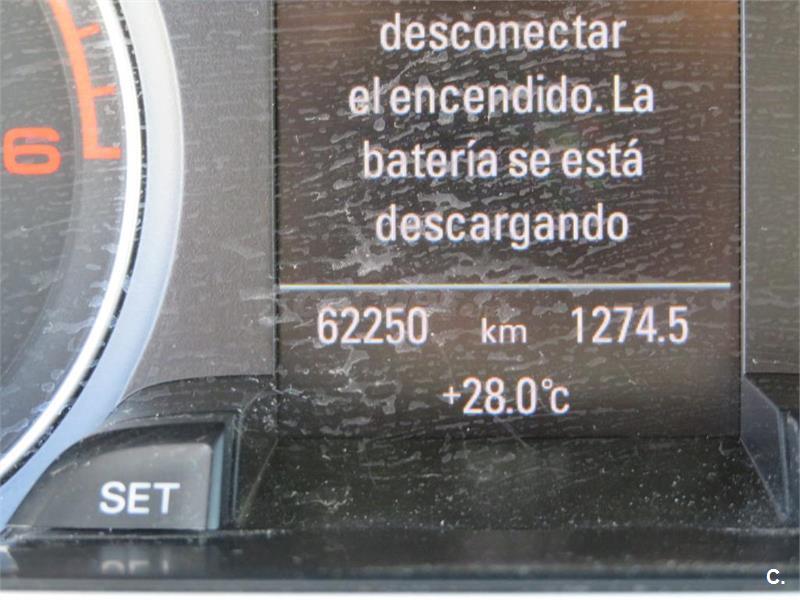 desconectar
el encendido. La
batería se está
descargando
62250 km 1274.5
+28.0°c
6
SET
C.